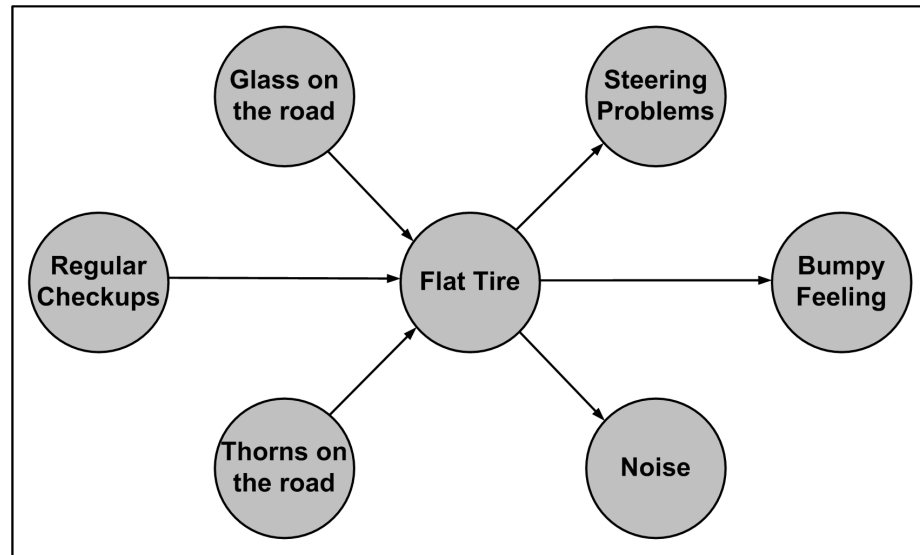 Glass on
the road
Steering
Problems
Regular
Checkups
Flat Tire
Bumpy
Feeling
Thorns on
the road
Noise